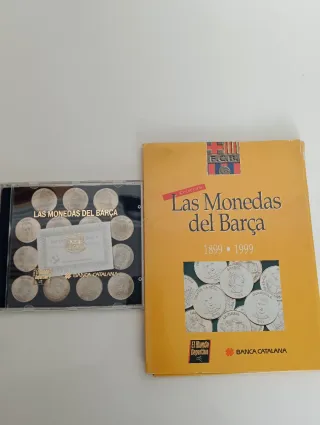 LAS MONEDAS DEL BARÇA
BANCA CATALANA
F.C.B.
Las Monedas
del Barça
1899 • 1999
El Mundo
Deportivo
BANCA CATALANA